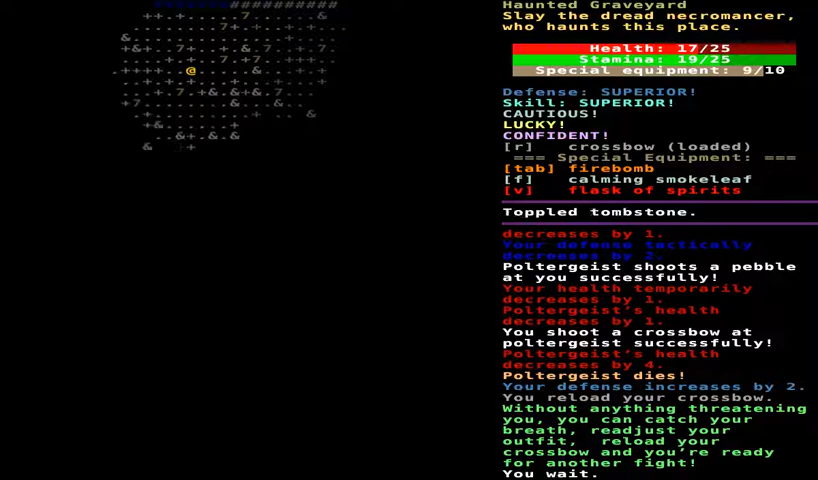 Haunted Graveyard
Slay the dread necromancer,
who haunts this place.
Health: 17/25
Stamina: 19/25
Special equipment: 9/10
Defense: SUPERIOR!
Skill: SUPERIOR!
CAUTIOUS!
LUCKY!
CONFIDENT!
[r] crossbow (loaded)
=== Special Equipment: ===
[tab] firebomb
[f] calming smokeleaf
[v] flask of spirits
Toppled tombstone.
decreases by 1.
Your defense tactically
decreases by 2.
Poltergeist shoots a pebble
at you successfully!
Your health temporarily
decreases by 1.
Poltergeist's health
decreases by 1.
You shoot a crossbow at
poltergeist successfully!
Poltergeist's health
decreases by 4.
Poltergeist dies!
Your defense increases by 2.
You reload your crossbow.
Without anything threatening
you, you can catch your
breath, readjust your
outfit, reload your
crossbow and you're ready
for another fight!
You wait.